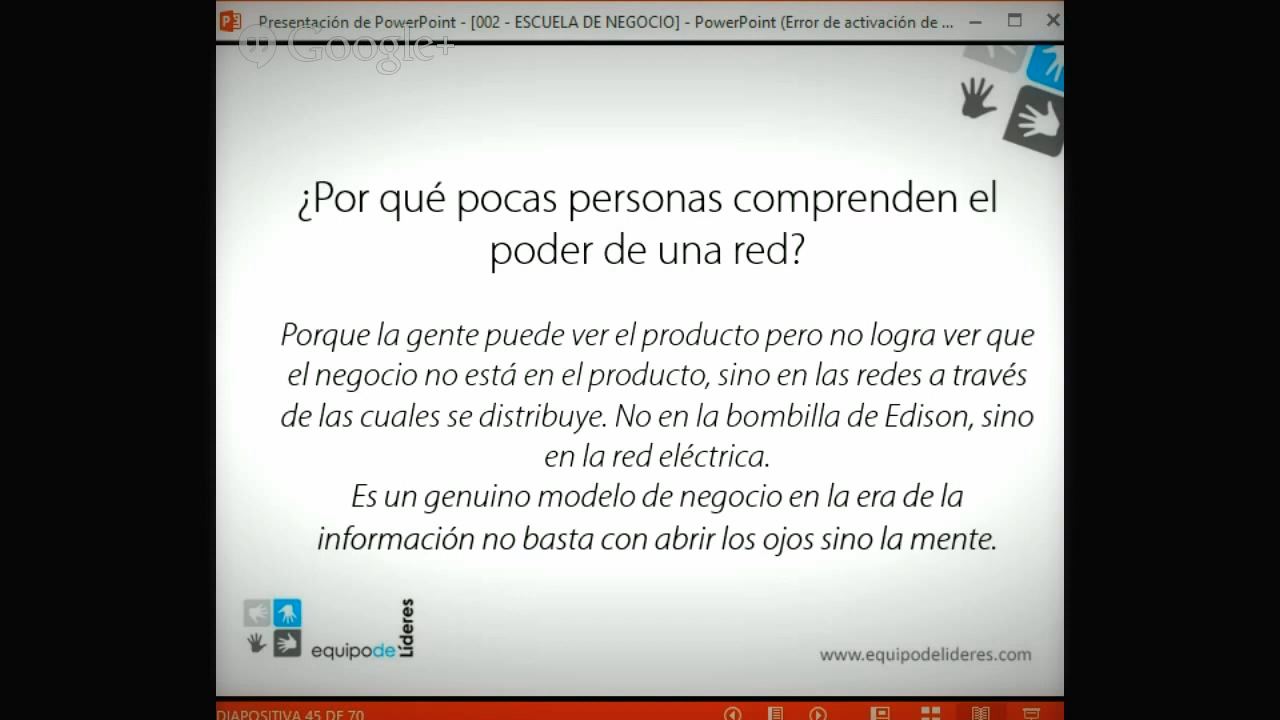 Presentación de PowerPoint - [002 - ESCUELA DE NEGOCIO] - PowerPoint (Error de activación de ...
Google+
¿Por qué pocas personas comprenden el
poder de una red?
Porque la gente puede ver el producto pero no logra ver que
el negocio no está en el producto, sino en las redes a través
de las cuales se distribuye. No en la bombilla de Edison, sino
en la red eléctrica.
Es un genuino modelo de negocio en la era de la
información no basta con abrir los ojos sino la mente.
equipode Líderes
www.equipodelideres.com
DIAPOSITIVA 45 DE 70